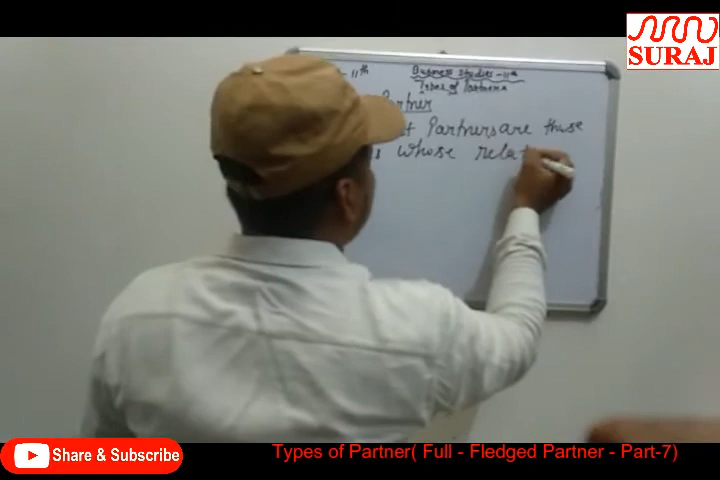 SURAJ
- 11th
Business Studies - 11th
Types of Partners
Partner
Partners are those
whose relat
Share & Subscribe
Types of Partner( Full - Fledged Partner - Part-7)